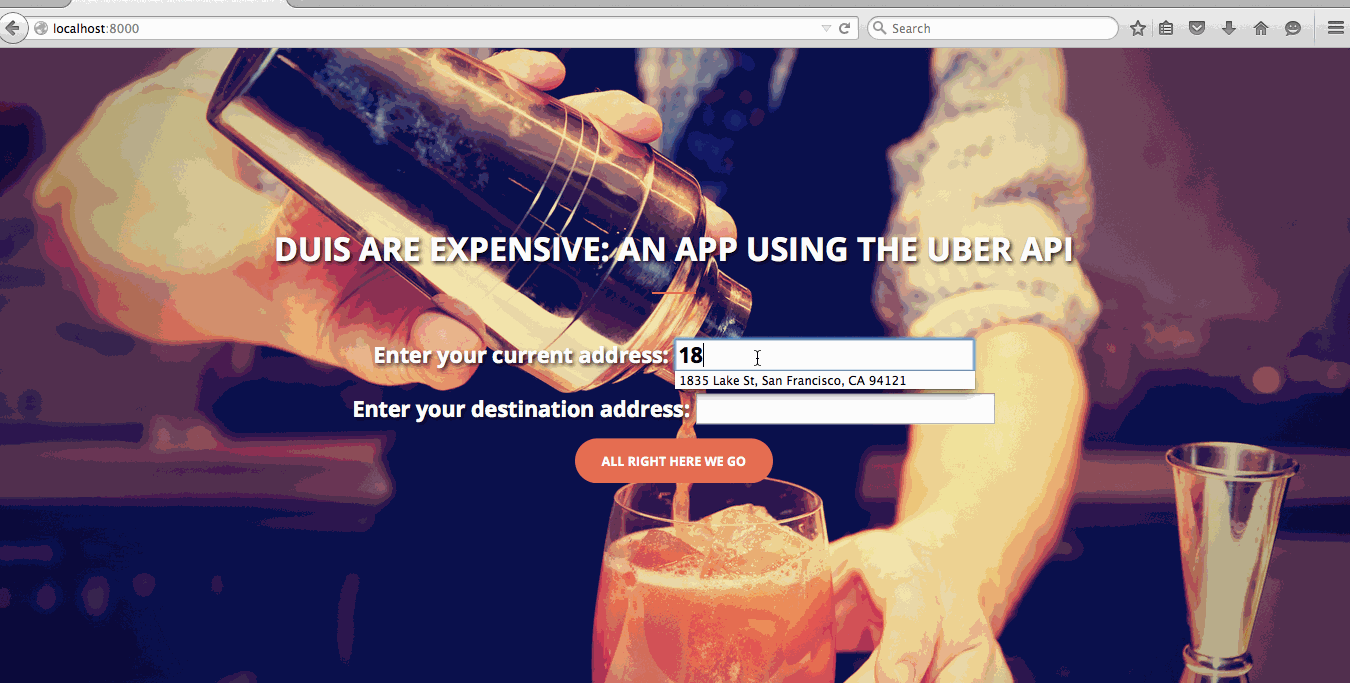 localhost:8000
Search
DUIS ARE EXPENSIVE: AN APP USING THE UBER API
Enter your current address: 18
1835 Lake St, San Francisco, CA 94121
Enter your destination address:
ALL RIGHT HERE WE GO